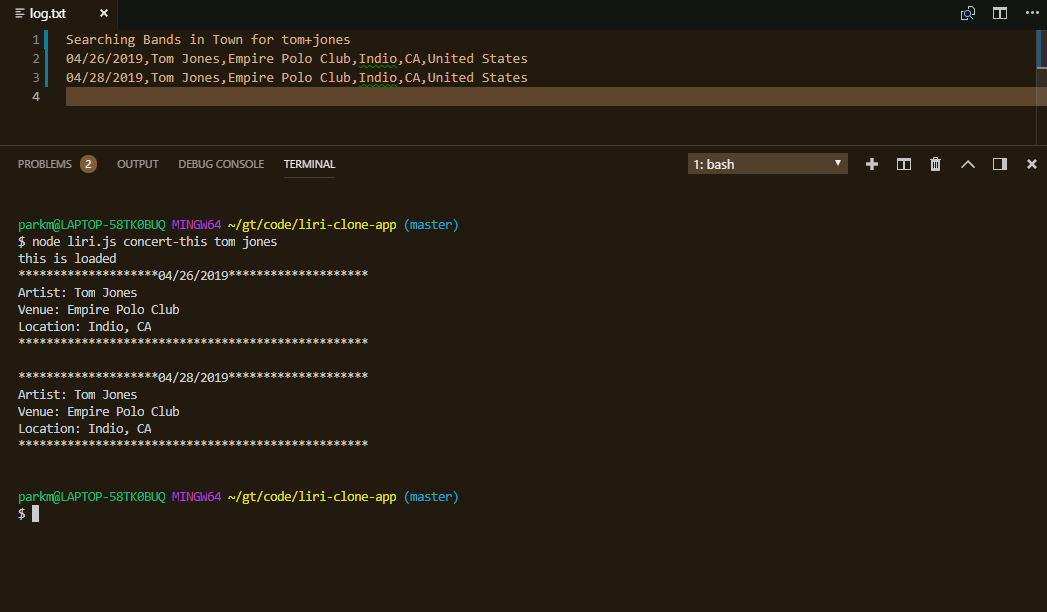 log.txt
1 Searching Bands in Town for tom+jones
2 04/26/2019,Tom Jones,Empire Polo Club,Indio,CA,United States
3 04/28/2019,Tom Jones,Empire Polo Club,Indio,CA,United States
4
PROBLEMS 2 OUTPUT DEBUG CONSOLE TERMINAL 1: bash
parkm@LAPTOP-58TK0BUQ MINGW64 ~/gt/code/liri-clone-app (master)
$ node liri.js concert-this tom jones
this is loaded
********************04/26/2019********************
Artist: Tom Jones
Venue: Empire Polo Club
Location: Indio, CA
**************************************************
********************04/28/2019********************
Artist: Tom Jones
Venue: Empire Polo Club
Location: Indio, CA
**************************************************
parkm@LAPTOP-58TK0BUQ MINGW64 ~/gt/code/liri-clone-app (master)
$